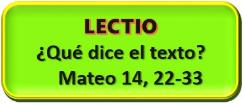 LECTIO
¿Qué dice el texto?
Mateo 14, 22-33